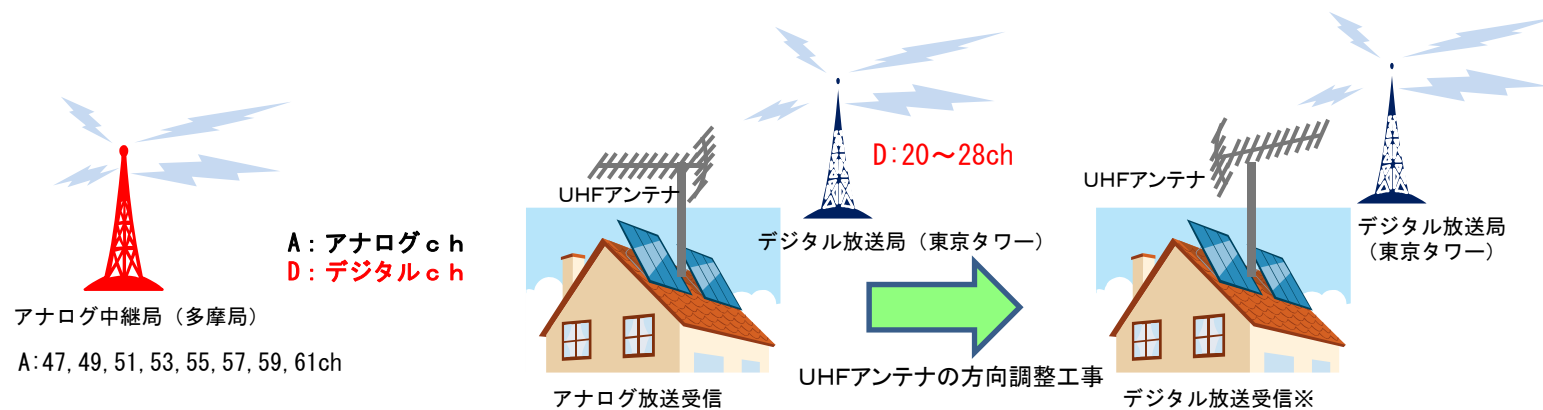 A：アナログｃｈ
D：デジタルｃｈ
アナログ中継局（多摩局）
A:47, 49, 51, 53, 55, 57, 59, 61ch
UHFアンテナ
D:20～28ch
デジタル放送局（東京タワー）
アナログ放送受信
UHFアンテナの方向調整工事
UHFアンテナ
デジタル放送局
（東京タワー）
デジタル放送受信※